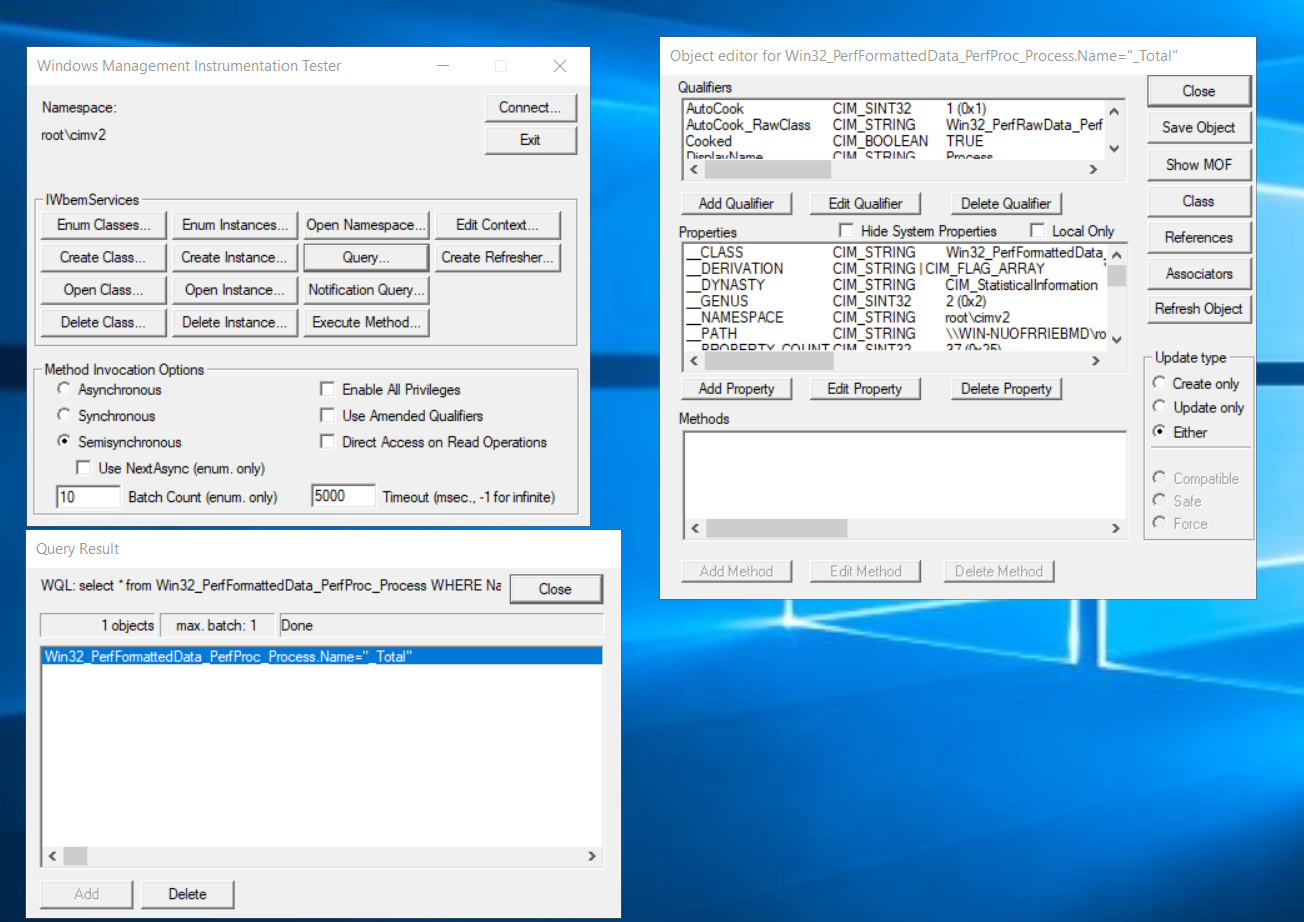 Windows Management Instrumentation Tester
Namespace:
root\cimv2
Connect...
Exit
IWbemServices
Enum Classes...
Enum Instances...
Open Namespace...
Edit Context...
Create Class...
Create Instance...
Query...
Create Refresher...
Open Class...
Open Instance...
Notification Query...
Delete Class...
Delete Instance...
Execute Method...
Method Invocation Options
Asynchronous
Synchronous
Semisynchronous
Use NextAsync (enum. only)
10
Batch Count (enum. only)
Enable All Privileges
Use Amended Qualifiers
Direct Access on Read Operations
5000
Timeout (msec., -1 for infinite)
Query Result
WQL: select * from Win32_PerfFormattedData_PerfProc_Process WHERE Na
Close
1 objects
max. batch: 1
Done
Win32_PerfFormattedData_PerfProc_Process.Name="_Total"
Add
Delete
Object editor for Win32_PerfFormattedData_PerfProc_Process.Name="_Total"
Qualifiers
AutoCook CIM_SINT32 1 (0x1)
AutoCook_RawClass CIM_STRING Win32_PerfRawData_Perf
Cooked CIM_BOOLEAN TRUE
DisplayName CIM_STRING Process
Add Qualifier
Edit Qualifier
Delete Qualifier
Properties
Hide System Properties
Local Only
__CLASS CIM_STRING Win32_PerfFormattedData_
__DERIVATION CIM_STRING | CIM_FLAG_ARRAY
__DYNASTY CIM_STRING CIM_StatisticalInformation
__GENUS CIM_SINT32 2 (0x2)
__NAMESPACE CIM_STRING root\cimv2
__PATH CIM_STRING \\WIN-NUOFRRIEBMD\ro
__PROPERTY_COUNT CIM_SINT32 37 (0x25)
Add Property
Edit Property
Delete Property
Methods
Add Method
Edit Method
Delete Method
Close
Save Object
Show MOF
Class
References
Associators
Refresh Object
Update type
Create only
Update only
Either
Compatible
Safe
Force